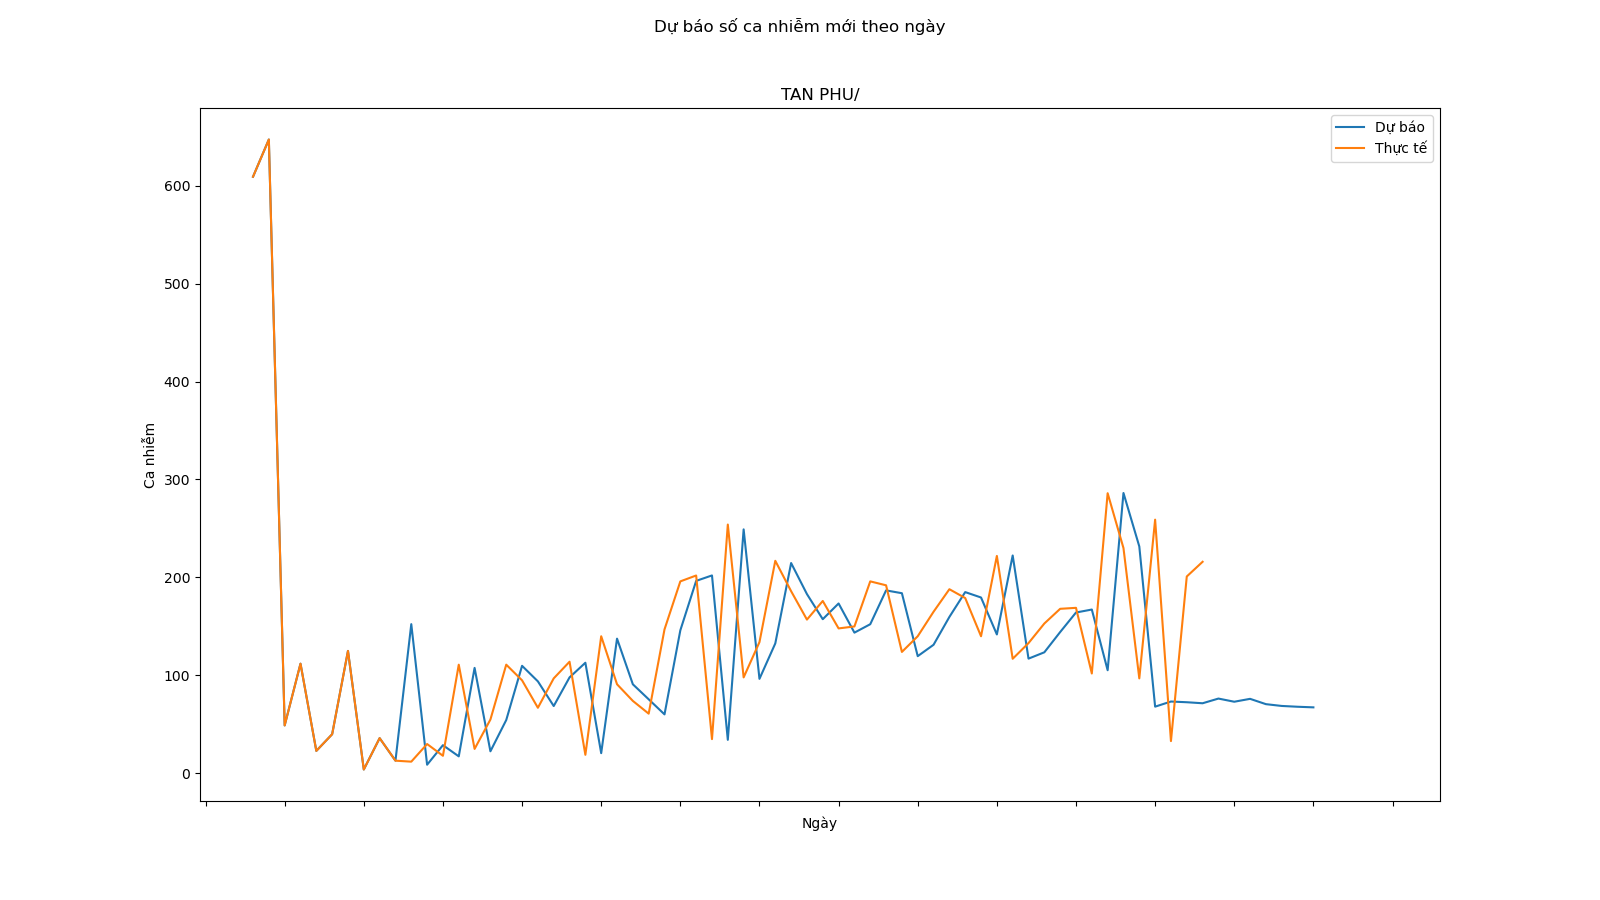 Dự báo số ca nhiễm mới theo ngày
TAN PHU/
Dự báo
Thực tế
600
500
400
300
200
100
0
Ca nhiễm
Ngày